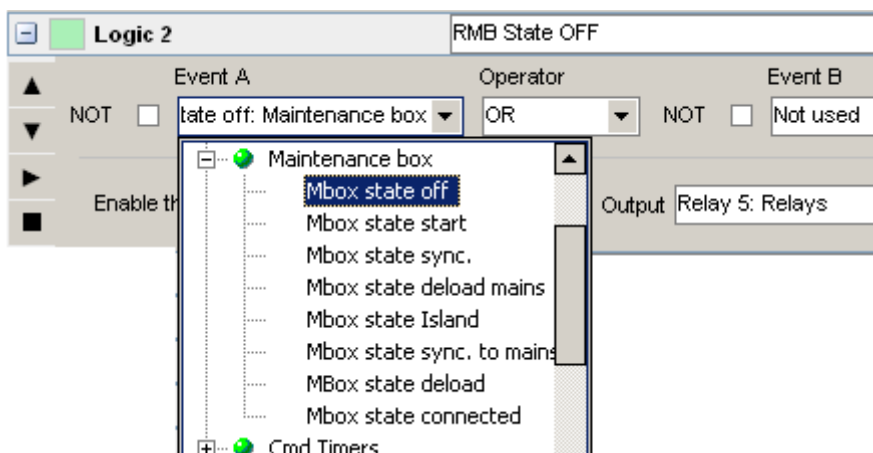 Logic 2 RMB State OFF
Event A Operator Event B
NOT tate off: Maintenance box OR NOT Not used
Maintenance box
Mbox state off
Enable th Output Relay 5: Relays
Mbox state start
Mbox state sync.
Mbox state deload mains
Mbox state Island
Mbox state sync. to mains
MBox state deload
Mbox state connected
Cmd Timers